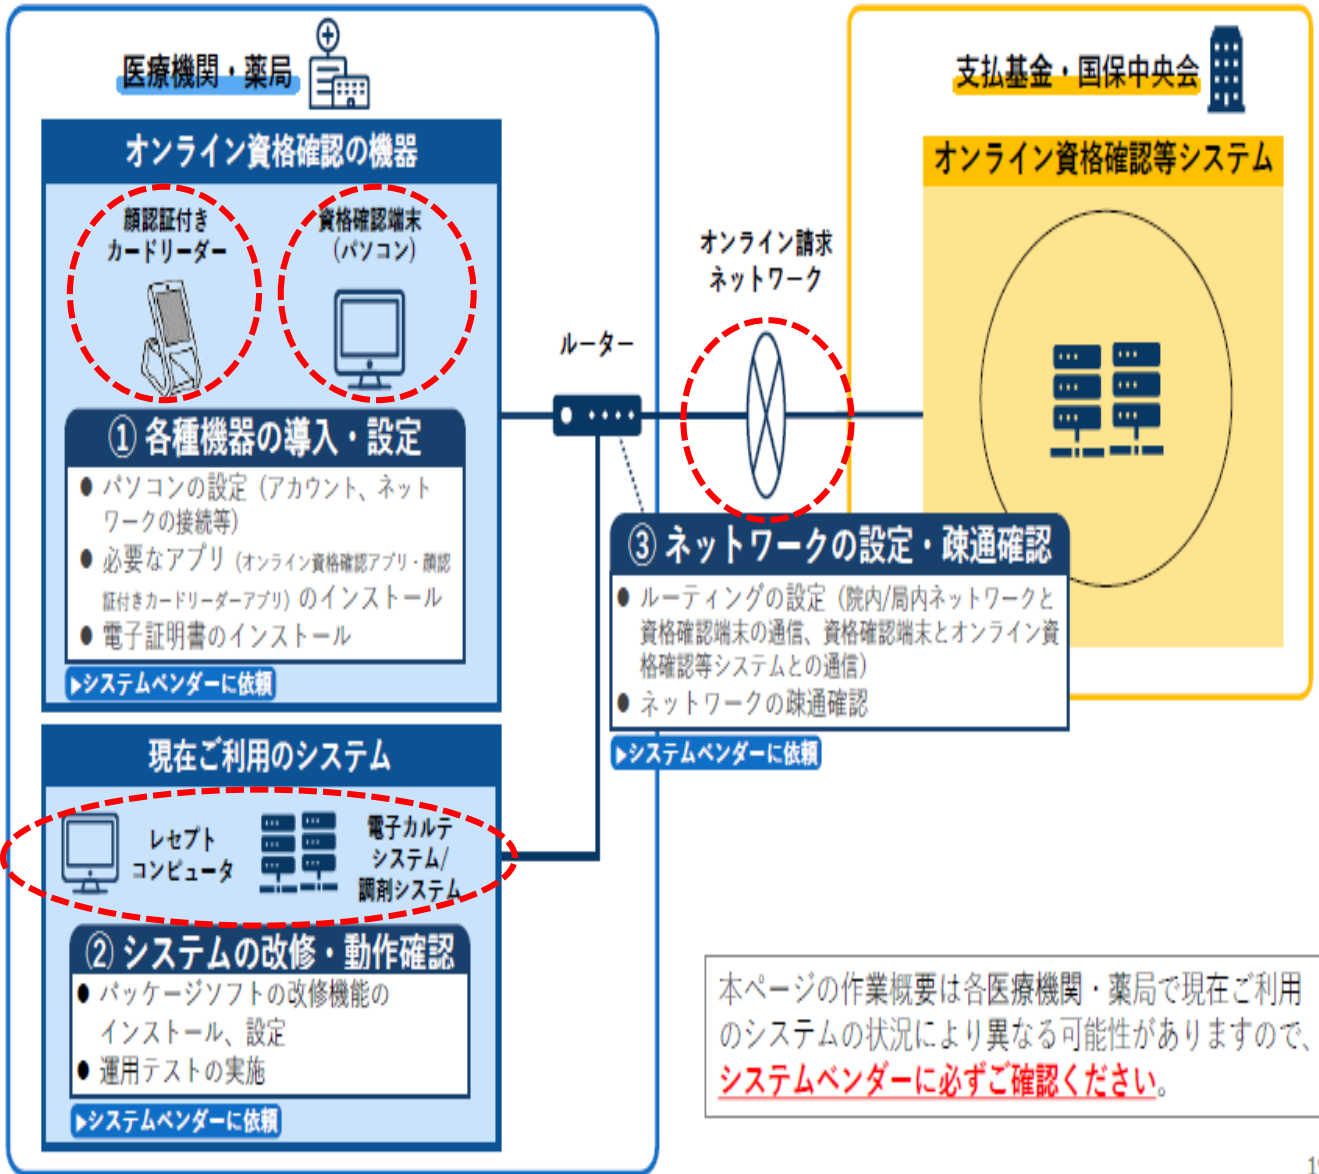 医療機関・薬局
オンライン資格確認の機器
顔認証付き
カードリーダー
資格確認端末
(パソコン)
① 各種機器の導入・設定
● パソコンの設定（アカウント、ネット
ワークの接続等）
● 必要なアプリ（オンライン資格確認アプリ・顔認
証付きカードリーダーアプリ）のインストール
● 電子証明書のインストール
▶システムベンダーに依頼
現在ご利用のシステム
レセプト
コンピュータ
電子カルテ
システム/
調剤システム
② システムの改修・動作確認
● パッケージソフトの改修機能の
インストール、設定
● 運用テストの実施
▶システムベンダーに依頼
ルーター
オンライン請求
ネットワーク
③ ネットワークの設定・疎通確認
● ルーティングの設定（院内/局内ネットワークと
資格確認端末の通信、資格確認端末とオンライン資
格確認等システムとの通信）
● ネットワークの疎通確認
▶システムベンダーに依頼
支払基金・国保中央会
オンライン資格確認等システム
本ページの作業概要は各医療機関・薬局で現在ご利用
のシステムの状況により異なる可能性がありますので、
システムベンダーに必ずご確認ください。